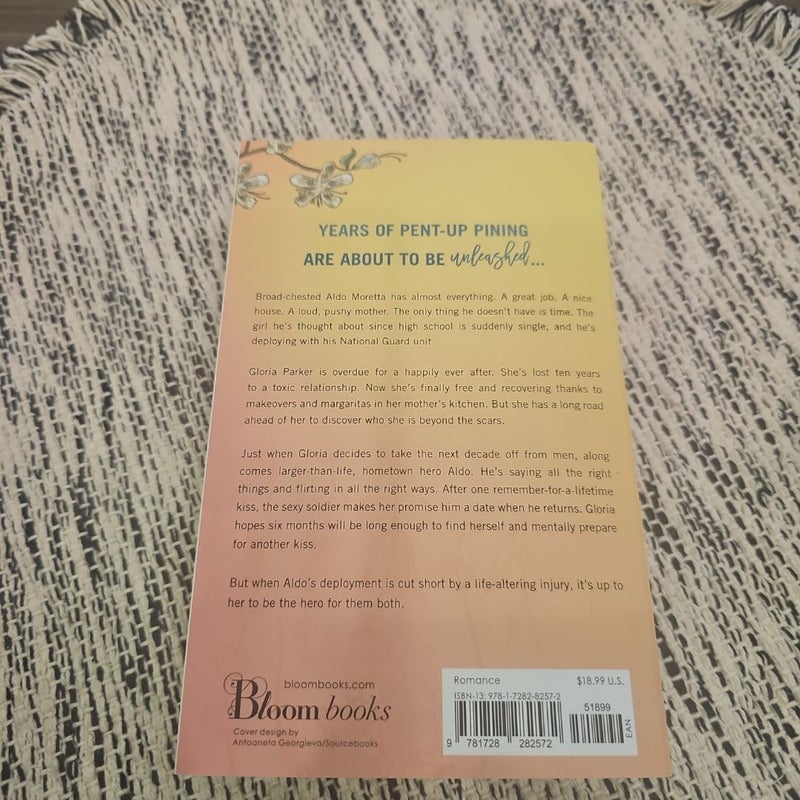 YEARS OF PENT-UP PINING
ARE ABOUT TO BE unleashed...
Broad-chested Aldo Moretta has almost everything. A great job. A nice
house. A loud, pushy mother. The only thing he doesn't have is time. The
girl he's thought about since high school is suddenly single, and he's
deploying with his National Guard unit.
Gloria Parker is overdue for a happily ever after. She's lost ten years
to a toxic relationship. Now she's finally free and recovering thanks to
makeovers and margaritas in her mother's kitchen. But she has a long road
ahead of her to discover who she is beyond the scars.
Just when Gloria decides to take the next decade off from men, along
comes larger-than-life, hometown hero Aldo. He's saying all the right
things and flirting in all the right ways. After one remember-for-a-lifetime
kiss, the sexy soldier makes her promise him a date when he returns. Gloria
hopes six months will be long enough to find herself and mentally prepare
for another kiss.
But when Aldo's deployment is cut short by a life-altering injury, it's up to
her to be the hero for them both.
bloombooks.com
Bloom books
Cover design by
Antoaneta Georgieva/Sourcebooks
Romance $18.99 U.S.
ISBN-13: 978-1-7282-8257-2
51899
EAN
9 781728 282572